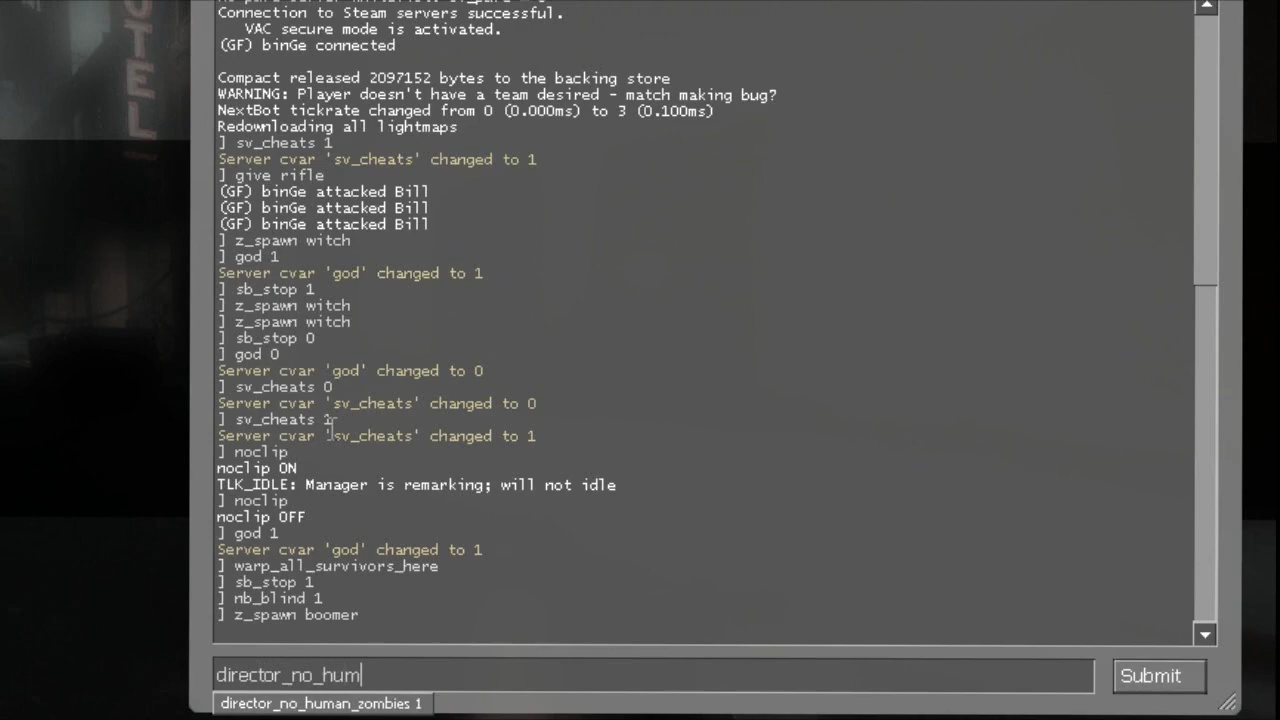 Connection to Steam servers successful.
VAC secure mode is activated.
(GF) binGe connected
Compact released 2097152 bytes to the backing store
WARNING: Player doesn't have a team desired - match making bug?
NextBot tickrate changed from 0 (0.000ms) to 3 (0.100ms)
Redownloading all lightmaps
] sv_cheats 1
Server cvar 'sv_cheats' changed to 1
] give rifle
(GF) binGe attacked Bill
(GF) binGe attacked Bill
(GF) binGe attacked Bill
] z_spawn witch
] god 1
Server cvar 'god' changed to 1
] sb_stop 1
] z_spawn witch
] z_spawn witch
] sb_stop 0
] god 0
Server cvar 'god' changed to 0
] sv_cheats 0
Server cvar 'sv_cheats' changed to 0
] sv_cheats 1
Server cvar 'sv_cheats' changed to 1
] noclip
noclip ON
TLK_IDLE: Manager is remarking; will not idle
] noclip
noclip OFF
] god 1
Server cvar 'god' changed to 1
] warp_all_survivors_here
] sb_stop 1
] nb_blind 1
] z_spawn boomer
director_no_hum
Submit
director_no_human_zombies 1